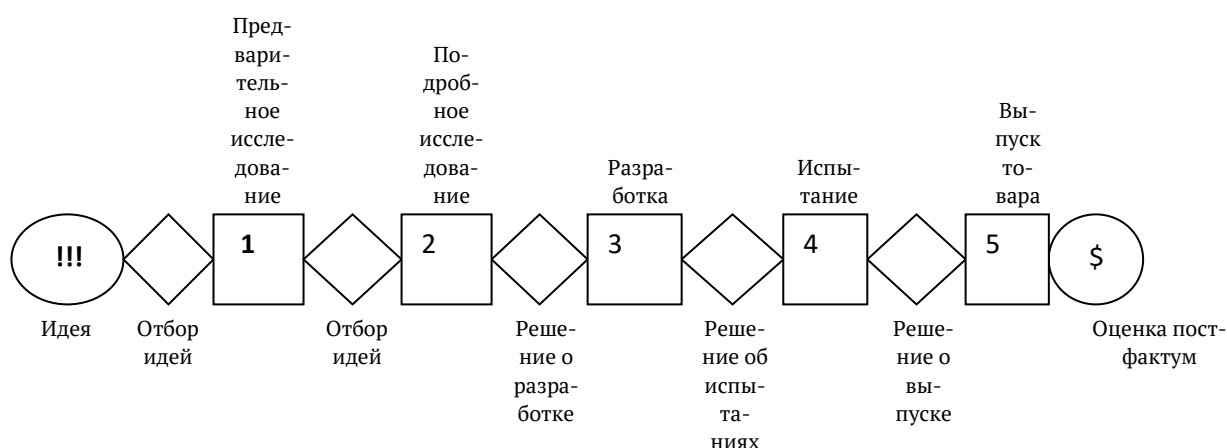 Пред-
вари-
тель-
ное
иссле-
дова-
ние
По-
дроб-
ное
иссле-
дова-
ние
Разра-
ботка
Испы-
тание
Вы-
пуск
то-
вара
!!!
1
2
3
4
5
$
Идея
Отбор
идей
Отбор
идей
Реше-
ние о
разра-
ботке
Реше-
ние об
испы-
та-
ниях
Реше-
ние о
вы-
пуске
Оценка пост-
фактум